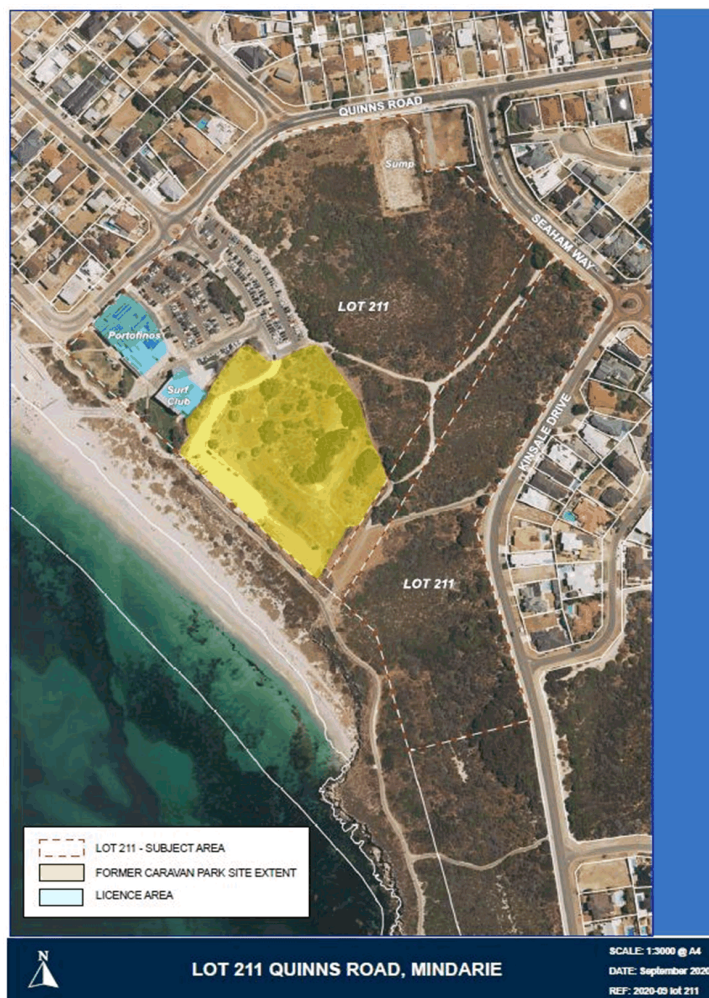 QUINNS ROAD
Sump
SEAHAM WAY
LOT 211
Portofinos
Surf
Club
KINSALE DRIVE
LOT 211
LOT 211 - SUBJECT AREA
FORMER CARAVAN PARK SITE EXTENT
LICENCE AREA
N
LOT 211 QUINNS ROAD, MINDARIE
SCALE: 1:3000 @ A4
DATE: September 2020
REF: 2020-09 lot 211